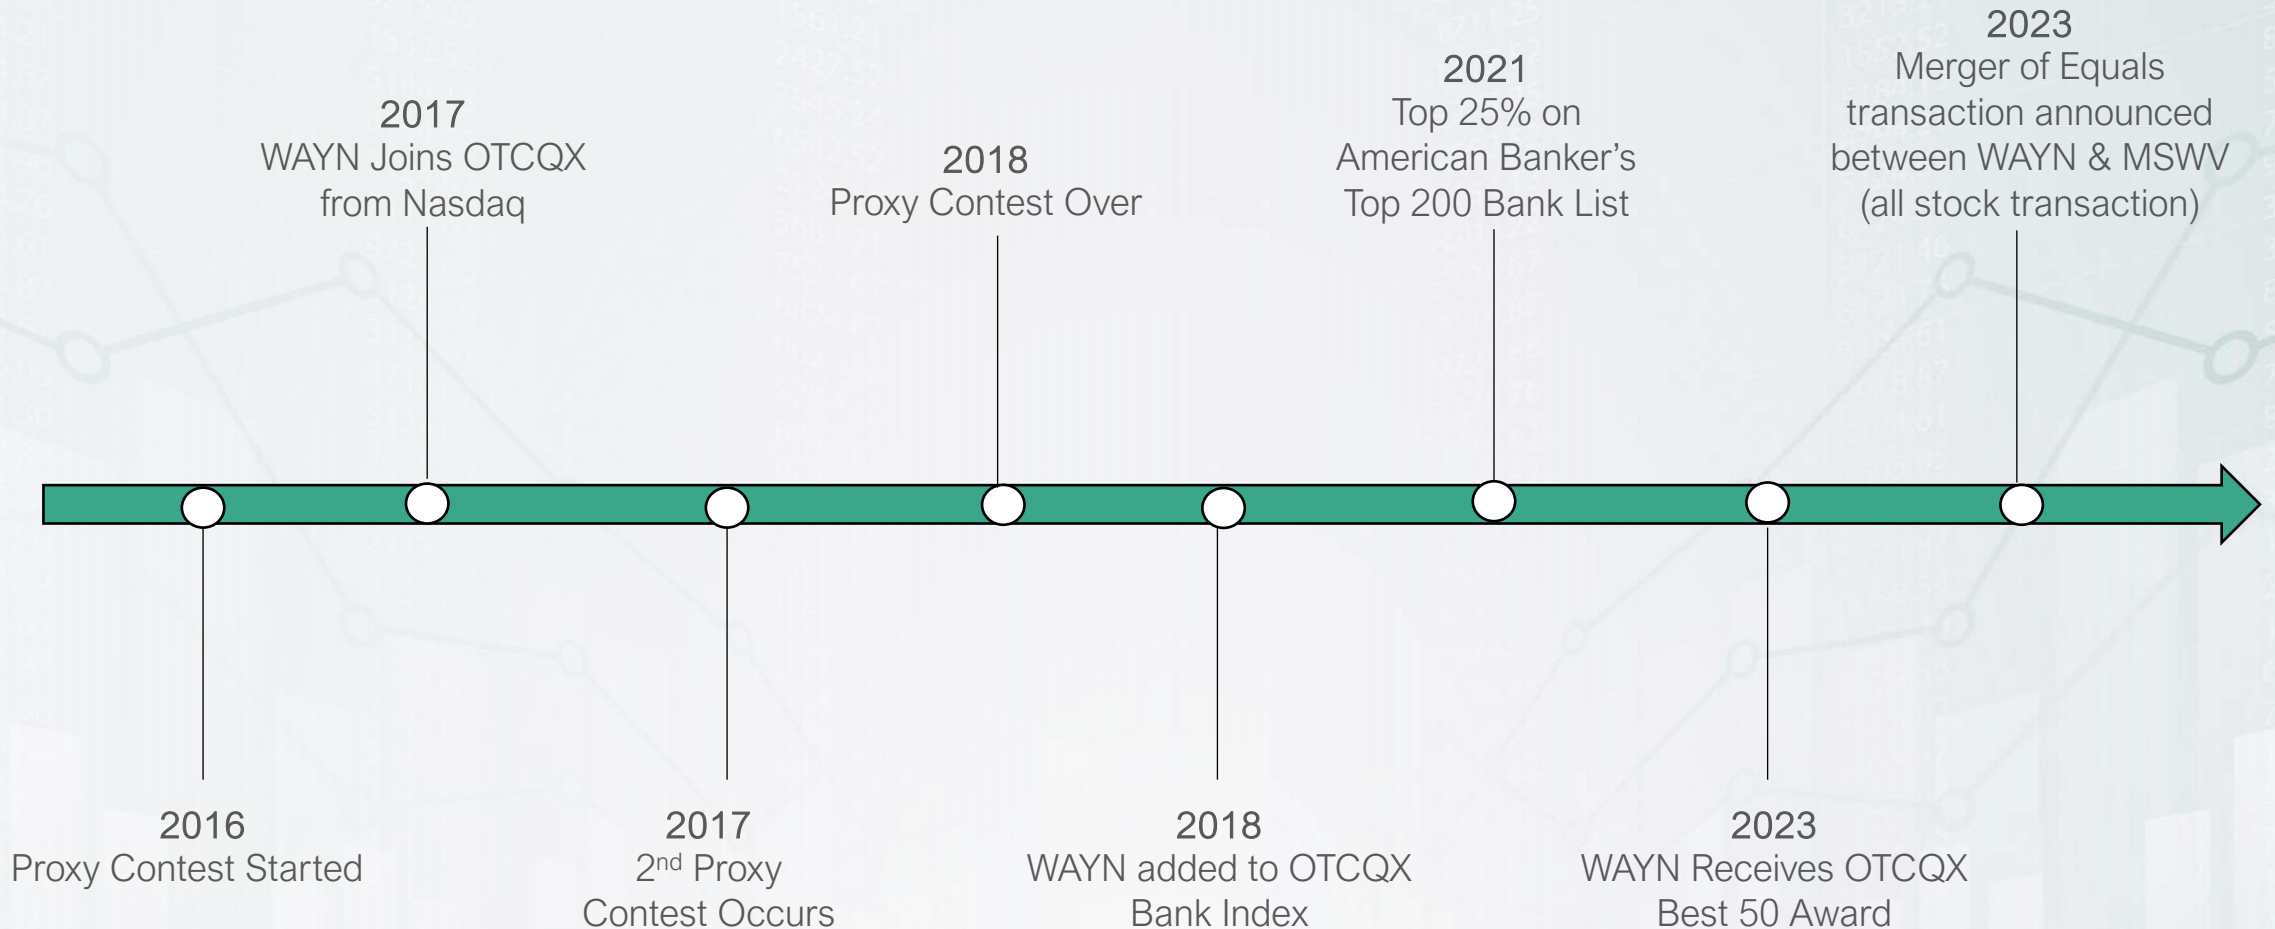 2016
Proxy Contest Started
2017
WAYN Joins OTCQX
from Nasdaq
2017
2nd Proxy
Contest Occurs
2018
Proxy Contest Over
2018
WAYN added to OTCQX
Bank Index
2021
Top 25% on
American Banker’s
Top 200 Bank List
2023
WAYN Receives OTCQX
Best 50 Award
2023
Merger of Equals
transaction announced
between WAYN & MSWV
(all stock transaction)